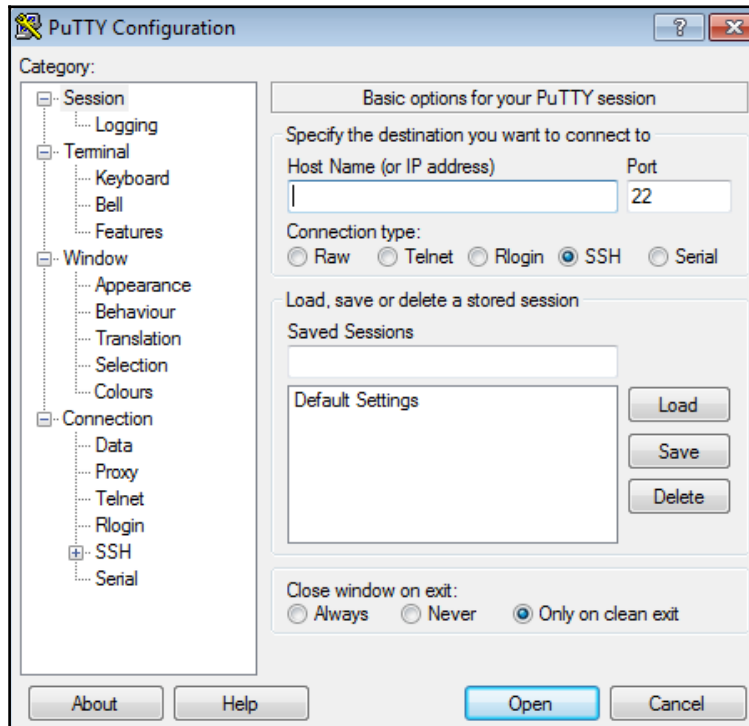 PuTTY Configuration
Category:
Session
Logging
Terminal
Keyboard
Bell
Features
Window
Appearance
Behaviour
Translation
Selection
Colours
Connection
Data
Proxy
Telnet
Rlogin
SSH
Serial
Basic options for your PuTTY session
Specify the destination you want to connect to
Host Name (or IP address) Port
22
Connection type:
Raw Telnet Rlogin SSH Serial
Load, save or delete a stored session
Saved Sessions
Default Settings
Load
Save
Delete
Close window on exit:
Always Never Only on clean exit
About Help Open Cancel